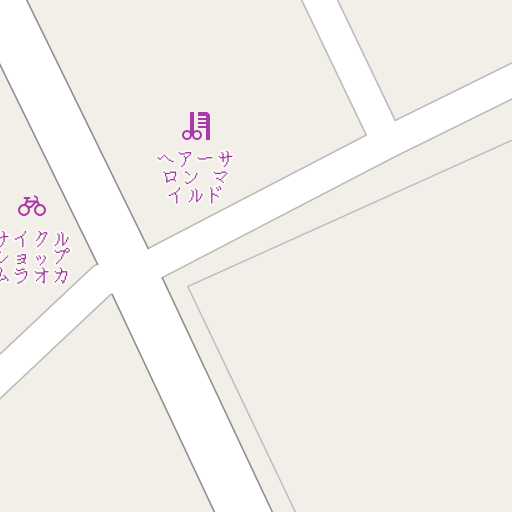 ヘアーサ
ロン マ
イルド
サイクル
ショップ
ムラオカ